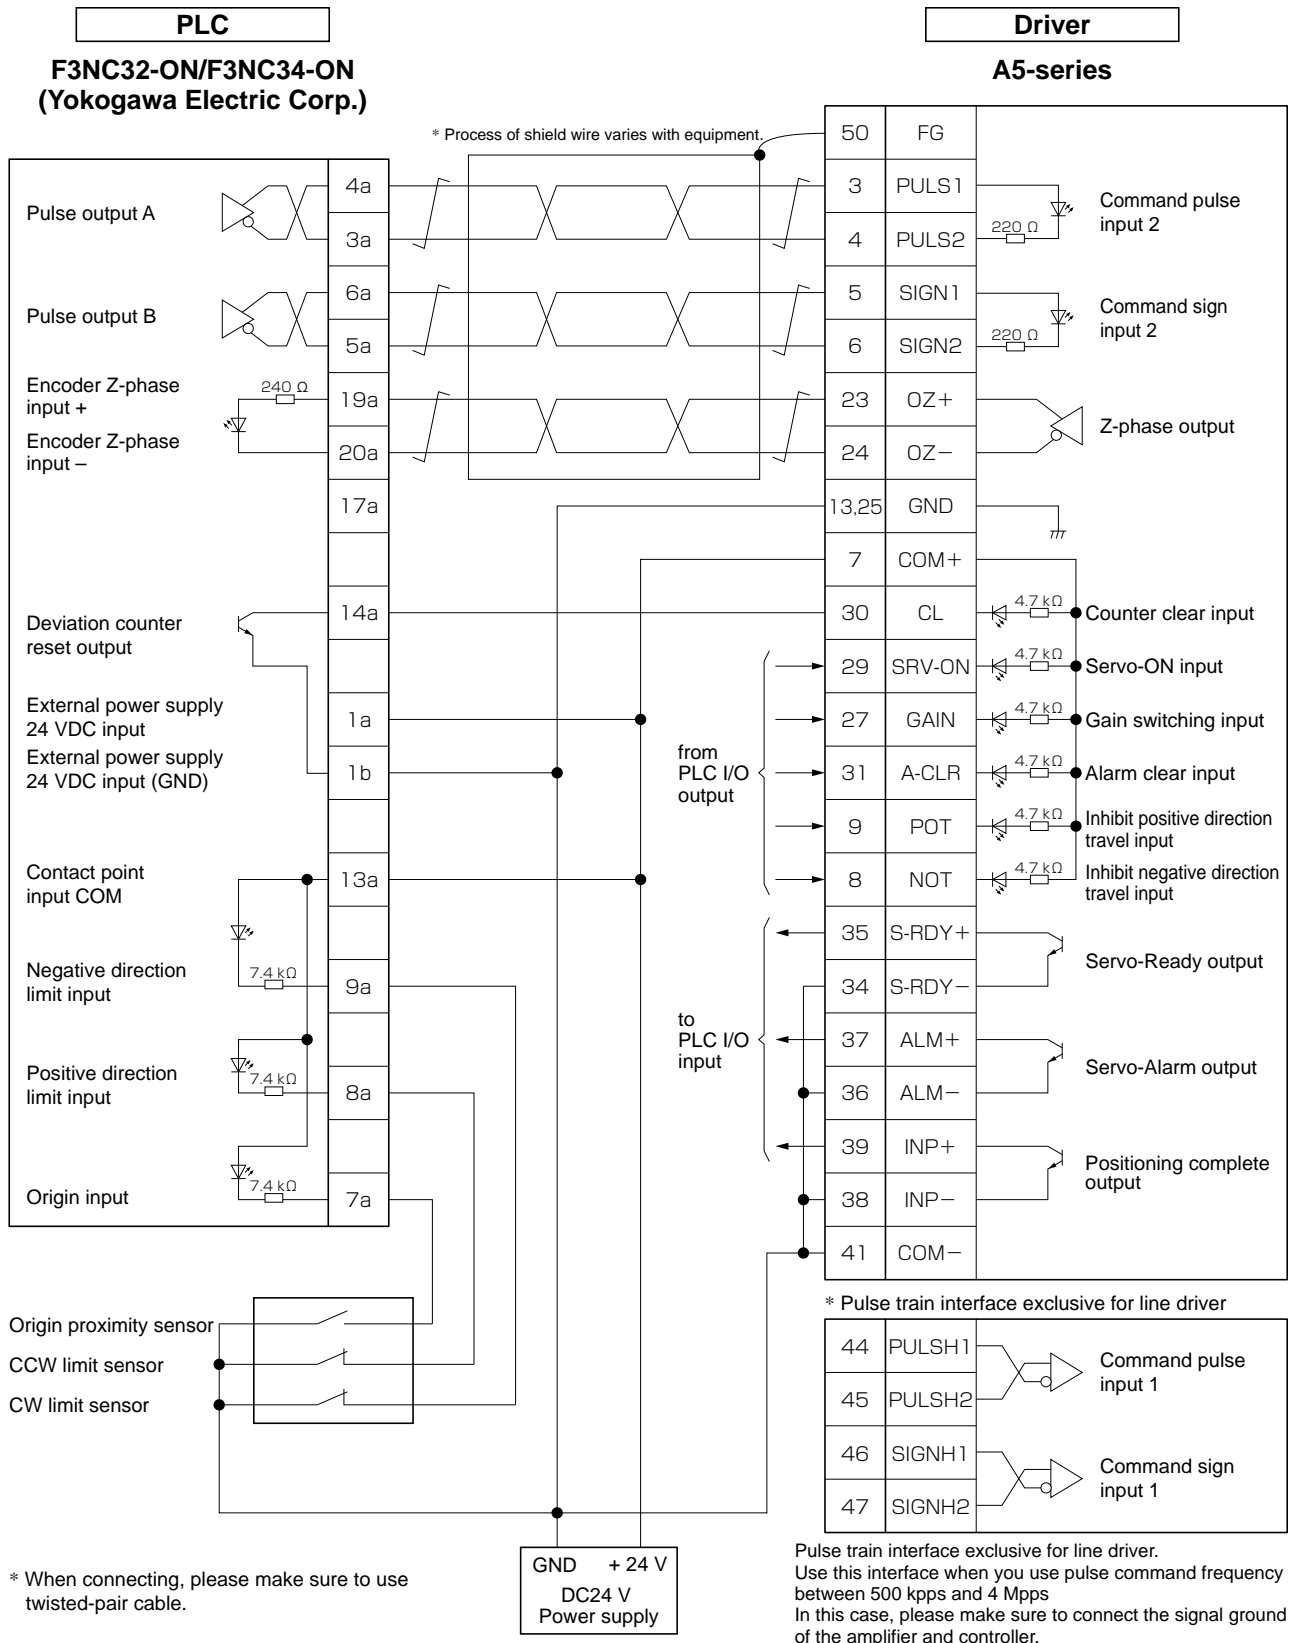 PLC
Driver
F3NC32-ON/F3NC34-ON
(Yokogawa Electric Corp.)
A5-series
* Process of shield wire varies with equipment.
Pulse output A
Pulse output B
Encoder Z-phase
input +
Encoder Z-phase
input –
240 Ω
Deviation counter
reset output
External power supply
24 VDC input
External power supply
24 VDC input (GND)
Contact point
input COM
Negative direction
limit input
7.4 kΩ
Positive direction
limit input
7.4 kΩ
Origin input
7.4 kΩ
4a
3a
6a
5a
19a
20a
17a
14a
1a
1b
13a
9a
8a
7a
from
PLC I/O
output
to
PLC I/O
input
50 FG
3 PULS1
4 PULS2
5 SIGN1
6 SIGN2
23 OZ+
24 OZ−
13,25 GND
7 COM+
30 CL
29 SRV-ON
27 GAIN
31 A-CLR
9 POT
8 NOT
35 S-RDY+
34 S-RDY−
37 ALM+
36 ALM−
39 INP+
38 INP−
41 COM−
220 Ω
Command pulse
input 2
220 Ω
Command sign
input 2
Z-phase output
4.7 kΩ
Counter clear input
4.7 kΩ
Servo-ON input
4.7 kΩ
Gain switching input
4.7 kΩ
Alarm clear input
4.7 kΩ
Inhibit positive direction
travel input
4.7 kΩ
Inhibit negative direction
travel input
Servo-Ready output
Servo-Alarm output
Positioning complete
output
Origin proximity sensor
CCW limit sensor
CW limit sensor
* Pulse train interface exclusive for line driver
44 PULSH1
45 PULSH2
46 SIGNH1
47 SIGNH2
Command pulse
input 1
Command sign
input 1
GND + 24 V
DC24 V
Power supply
* When connecting, please make sure to use
twisted-pair cable.
Pulse train interface exclusive for line driver.
Use this interface when you use pulse command frequency
between 500 kpps and 4 Mpps
In this case, please make sure to connect the signal ground
of the amplifier and controller.